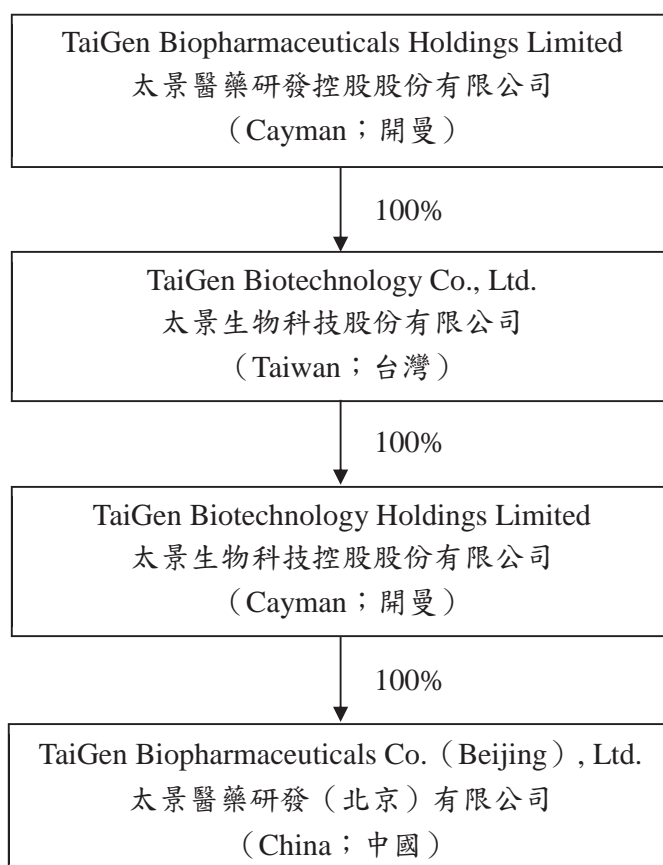 TaiGen Biopharmaceuticals Holdings Limited
太景醫藥研發控股股份有限公司
（Cayman；開曼）
100%
TaiGen Biotechnology Co., Ltd.
太景生物科技股份有限公司
（Taiwan；台灣）
100%
TaiGen Biotechnology Holdings Limited
太景生物科技控股股份有限公司
（Cayman；開曼）
100%
TaiGen Biopharmaceuticals Co.（Beijing）, Ltd.
太景醫藥研發（北京）有限公司
（China；中國）